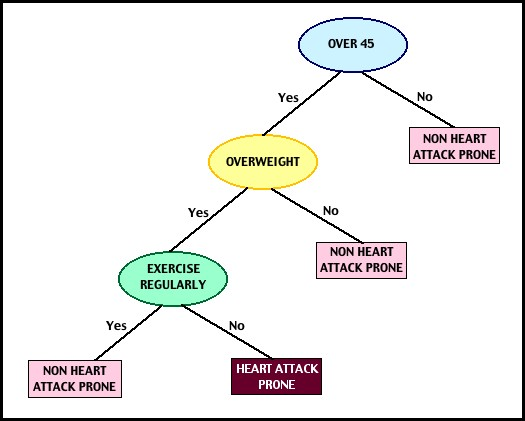 OVER 45
Yes
No
NON HEART
ATTACK PRONE
OVERWEIGHT
Yes
No
NON HEART
ATTACK PRONE
EXERCISE
REGULARLY
Yes
No
NON HEART
ATTACK PRONE
HEART ATTACK
PRONE